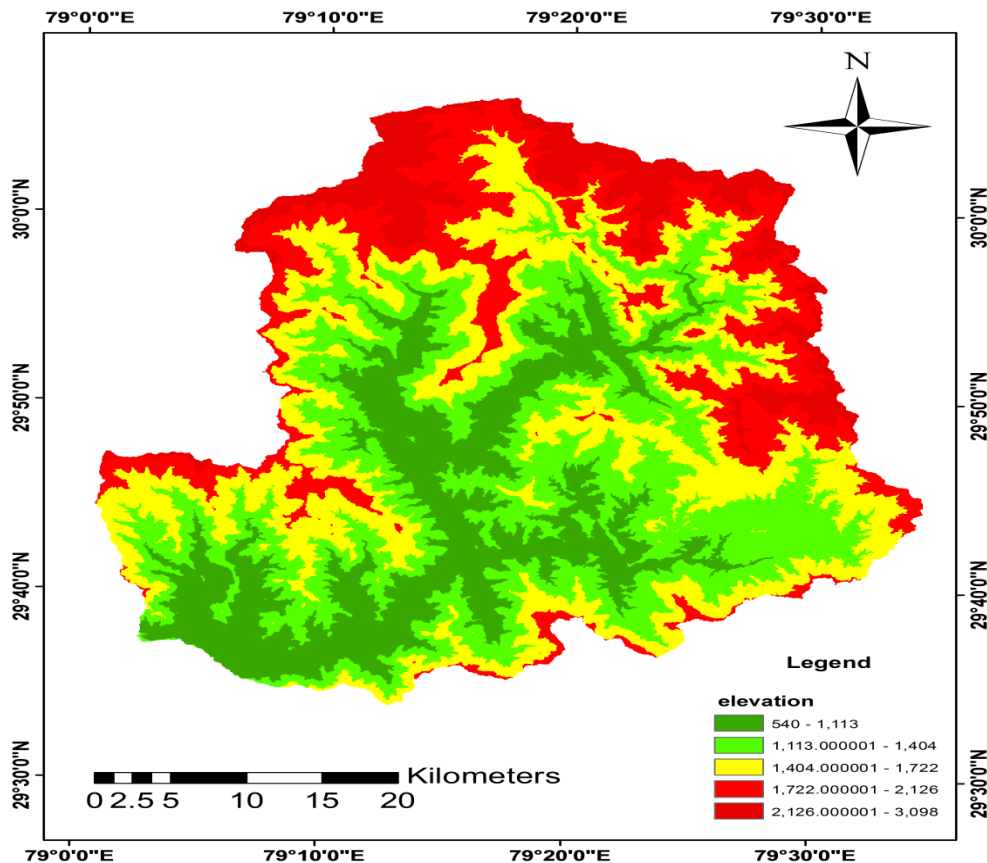 79°0'0"E 79°10'0"E 79°20'0"E 79°30'0"E
N
30°0'0"N 30°0'0"N
29°50'0"N 29°50'0"N
29°40'0"N 29°40'0"N
29°30'0"N 29°30'0"N
Legend
elevation
540 - 1,113
1,113.000001 - 1,404
1,404.000001 - 1,722
1,722.000001 - 2,126
2,126.000001 - 3,098
Kilometers
0 2.5 5 10 15 20
79°0'0"E 79°10'0"E 79°20'0"E 79°30'0"E